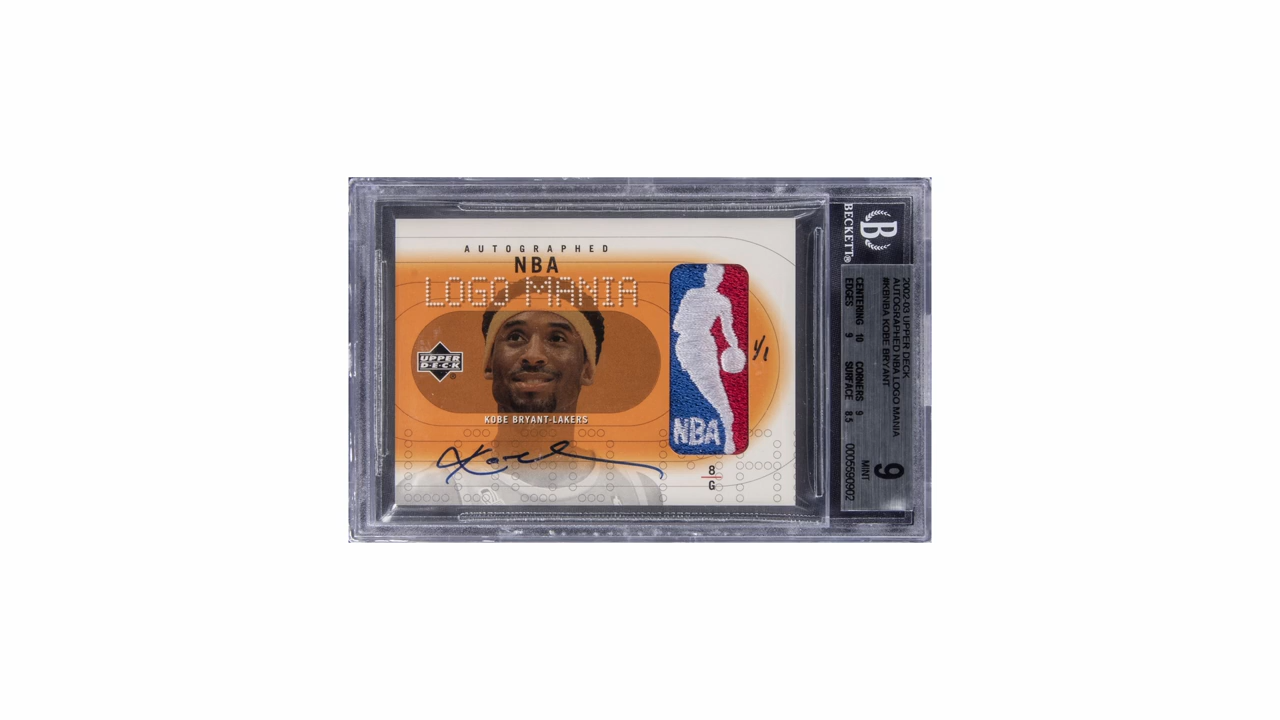 AUTOGRAPHED
NBA
LOGO MANIA
UPPER
DECK
KOBE BRYANT-LAKERS
NBA
1/1
8
G
BECKETT®
B
2002-03 UPPER DECK
AUTOGRAPHED NBA LOGO MANIA
#KBNBA KOBE BRYANT
CENTERING 10 CORNERS 9
EDGES 9 SURFACE 8.5
9
MINT
0005590902